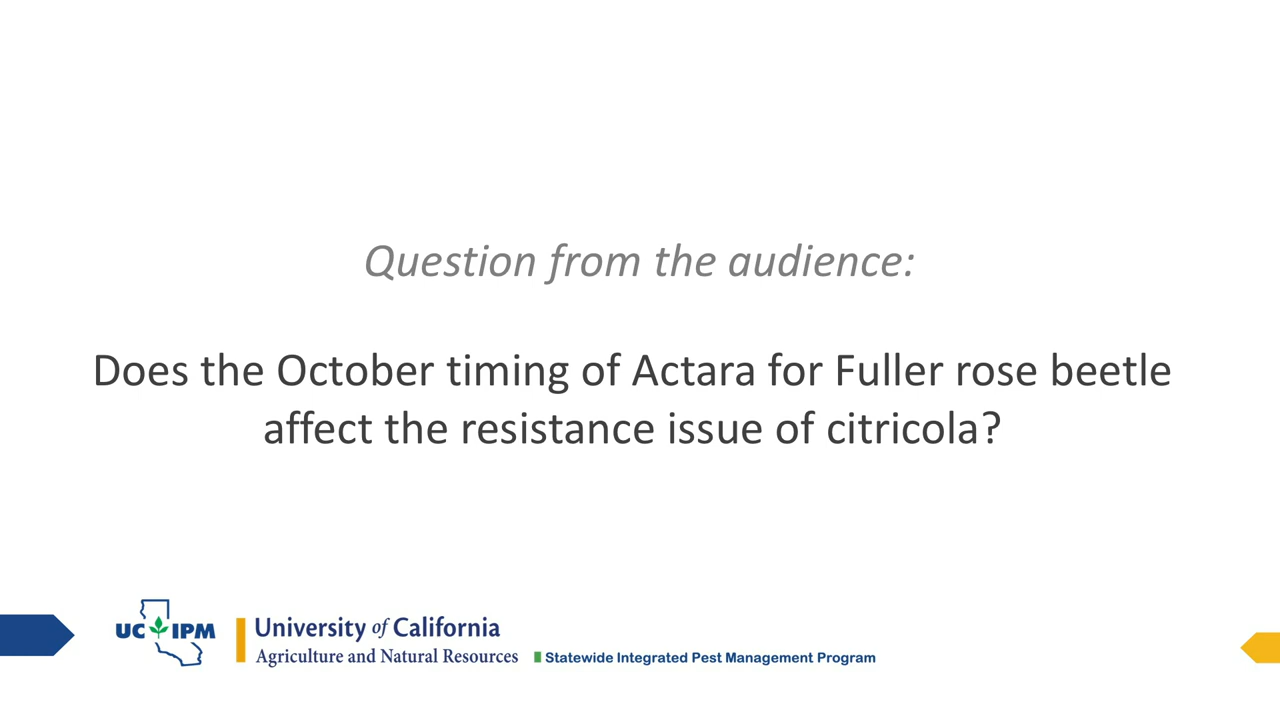 Question from the audience:
Does the October timing of Actara for Fuller rose beetle
affect the resistance issue of citricola?
UC IPM
University of California
Agriculture and Natural Resources
Statewide Integrated Pest Management Program